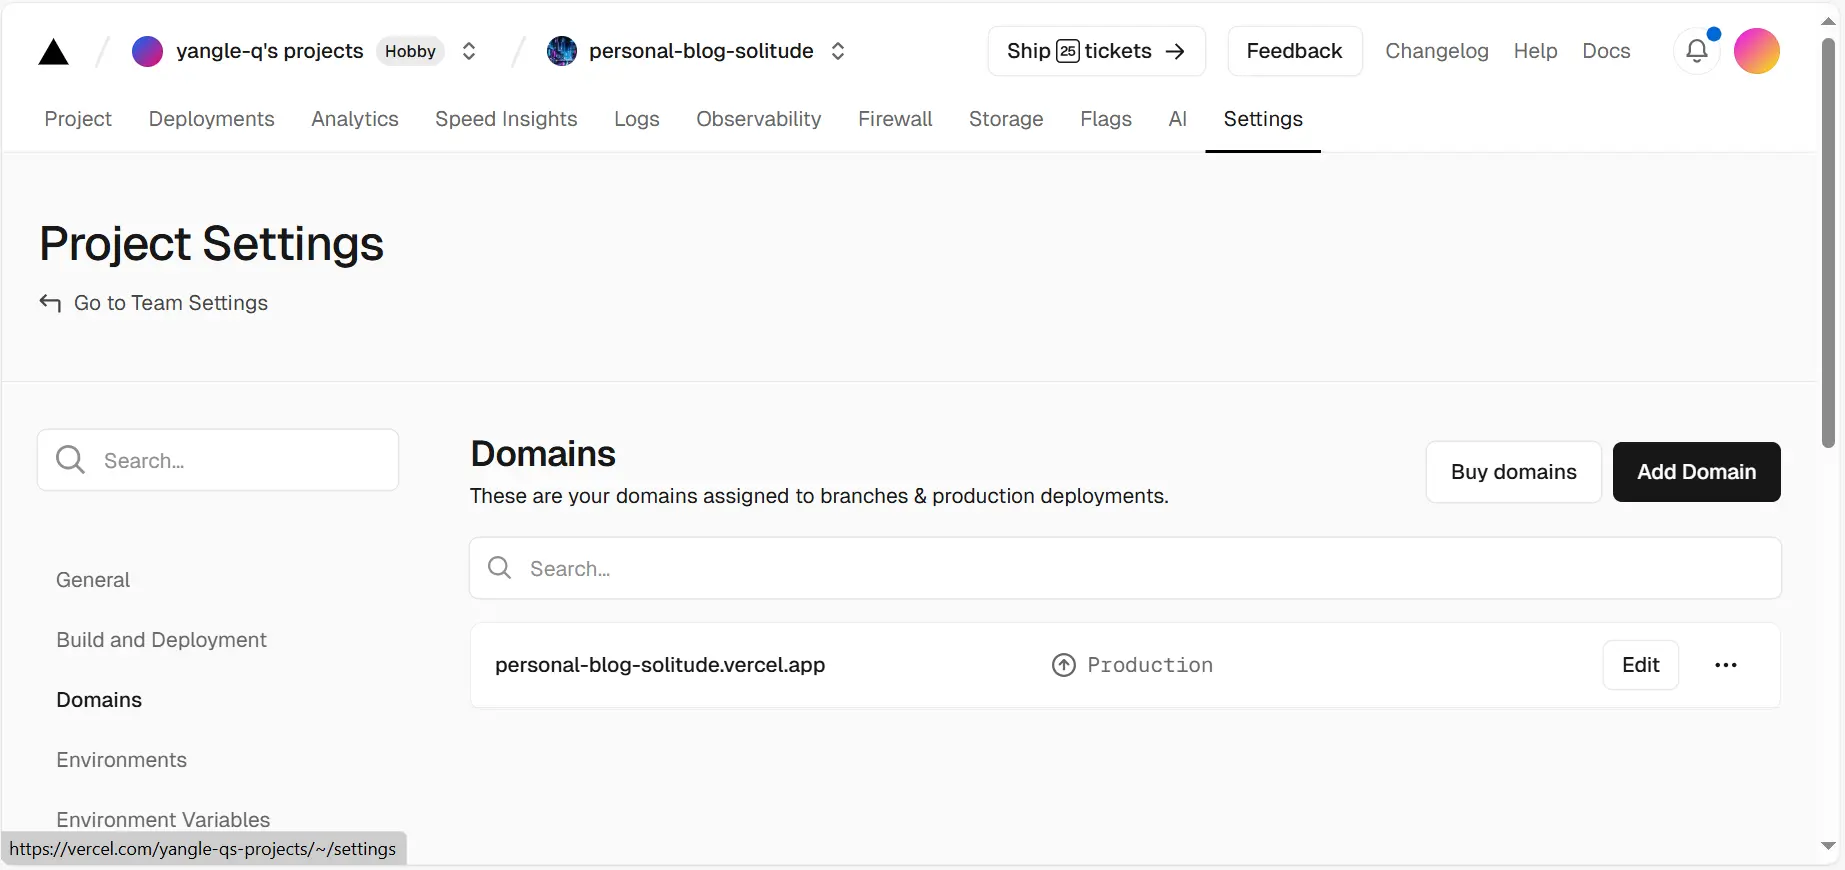 yangle-q's projects Hobby personal-blog-solitude Ship 25 tickets → Feedback Changelog Help Docs
Project Deployments Analytics Speed Insights Logs Observability Firewall Storage Flags AI Settings
Project Settings
Go to Team Settings
Search...
General
Build and Deployment
Domains
Environments
Environment Variables
Domains
These are your domains assigned to branches & production deployments.
Buy domains Add Domain
Search...
personal-blog-solitude.vercel.app Production Edit
https://vercel.com/yangle-qs-projects/~/settings